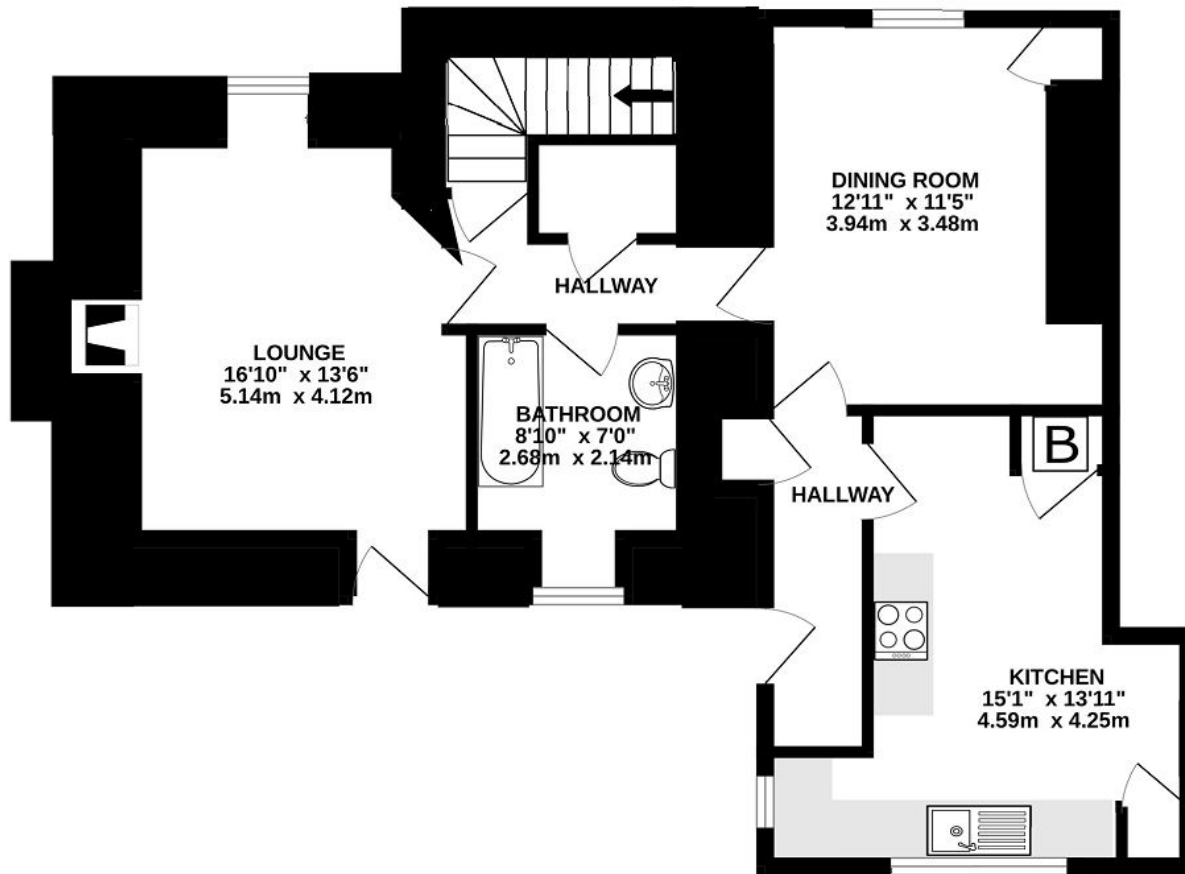 DINING ROOM
12'11" x 11'5"
3.94m x 3.48m
HALLWAY
LOUNGE
16'10" x 13'6"
5.14m x 4.12m
BATHROOM
8'10" x 7'0"
2.68m x 2.14m
B
HALLWAY
KITCHEN
15'1" x 13'11"
4.59m x 4.25m